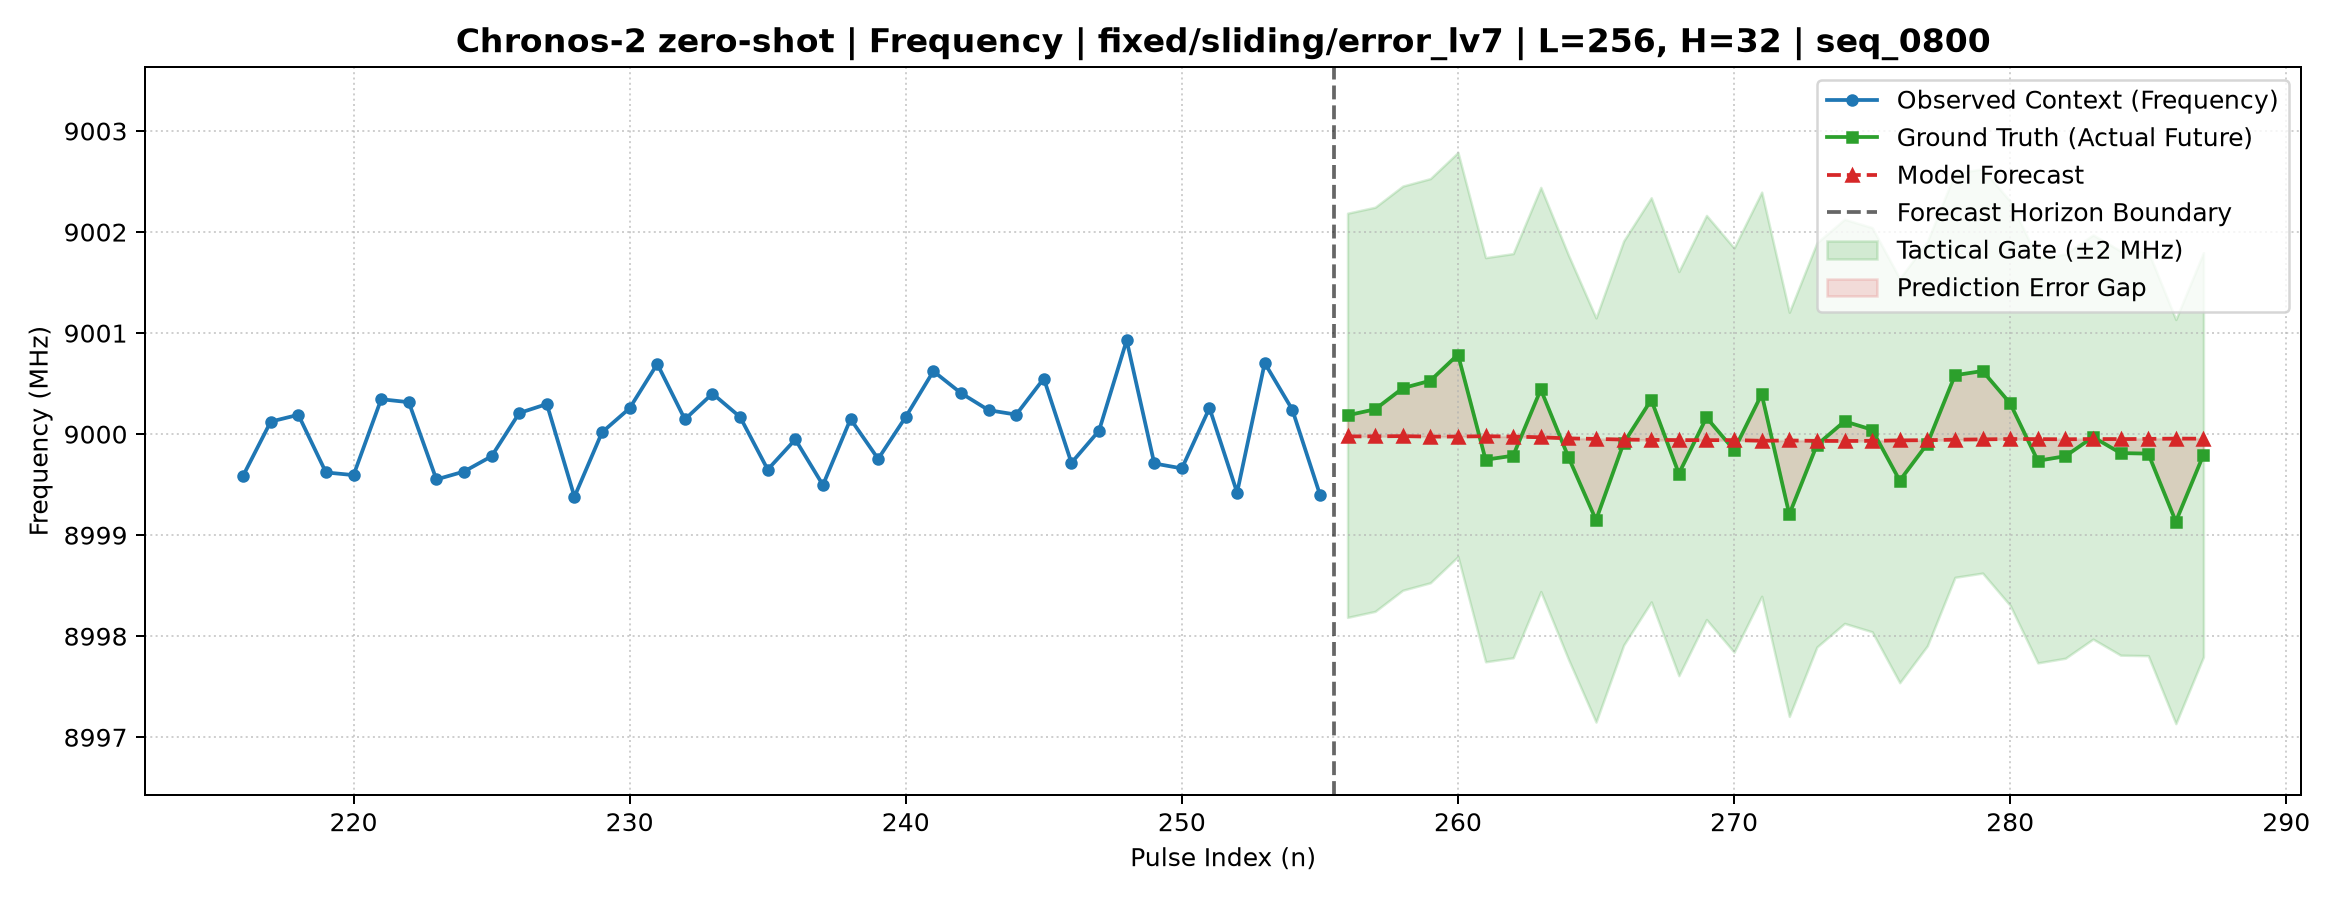 Chronos-2 zero-shot | Frequency | fixed/sliding/error_lv7 | L=256, H=32 | seq_0800
Observed Context (Frequency)
Ground Truth (Actual Future)
Model Forecast
Forecast Horizon Boundary
Tactical Gate (±2 MHz)
Prediction Error Gap
Frequency (MHz)
9003
9002
9001
9000
8999
8998
8997
220
230
240
250
260
270
280
290
Pulse Index (n)